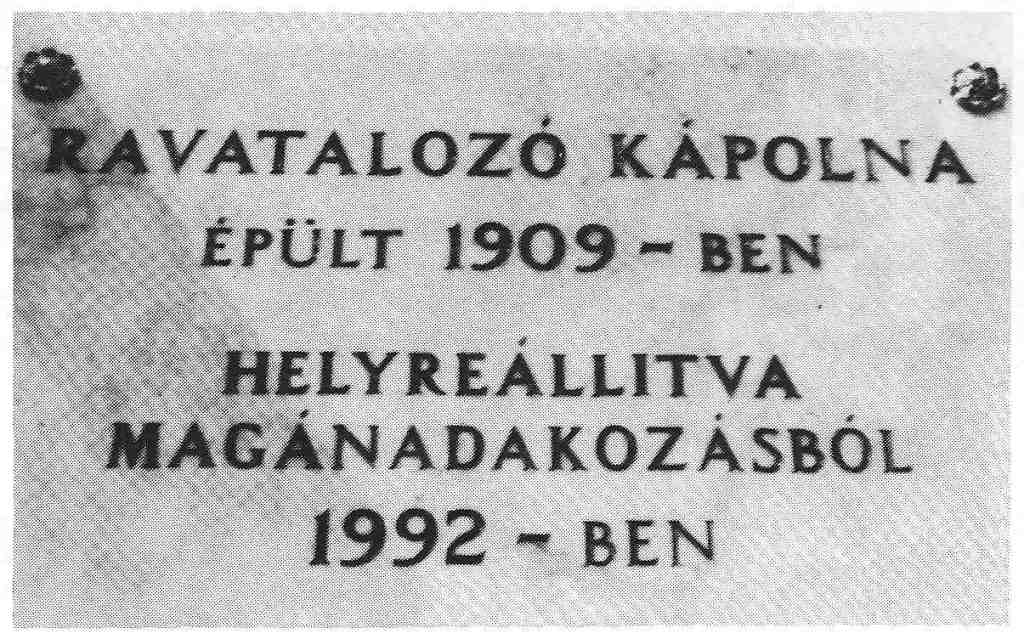 RAVATALOZÓ KÁPOLNA
ÉPÜLT 1909 - BEN
HELYREÁLLITVA
MAGÁNADAKOZÁSBÓL
1992 - BEN